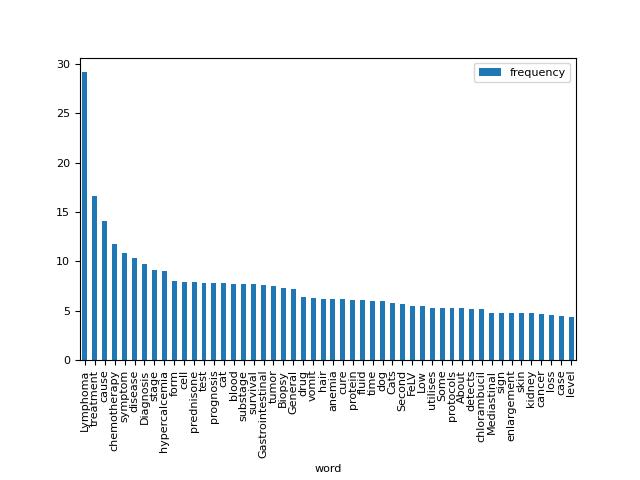 30
25
20
15
10
5
0
frequency
Lymphoma
treatment
cause
chemotherapy
symptom
disease
Diagnosis
stage
hypercalcemia
form
cell
prednisone
test
prognosis
cat
blood
substage
survival
Gastrointestinal
tumor
Biopsy
General
drug
vomit
hair
anemia
cure
protein
fluid
time
dog
Cats
Second
FeLV
Low
utilises
Some
protocols
About
detects
chlorambucil
Mediastinal
sign
enlargement
skin
kidney
cancer
loss
case
level
word